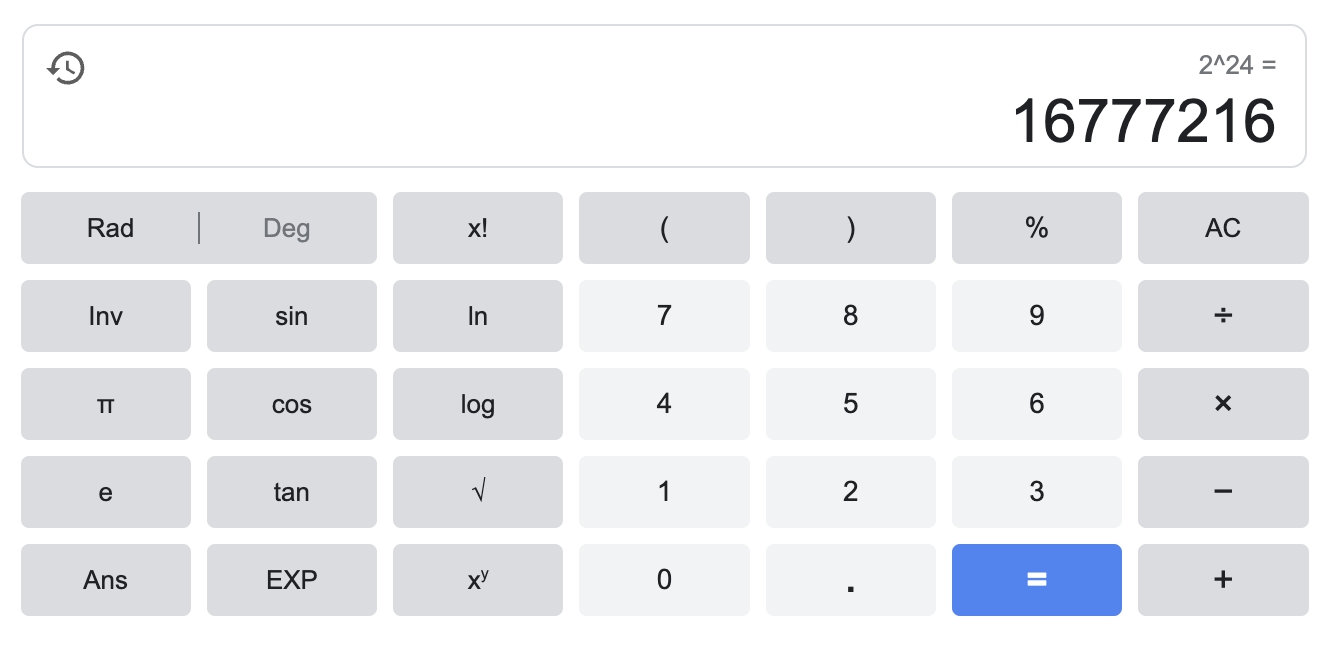 2^24 =
16777216
Rad | Deg x! ( ) % AC
Inv sin ln 7 8 9 ÷
π cos log 4 5 6 ×
e tan √ 1 2 3 −
Ans EXP xʸ 0 . = +